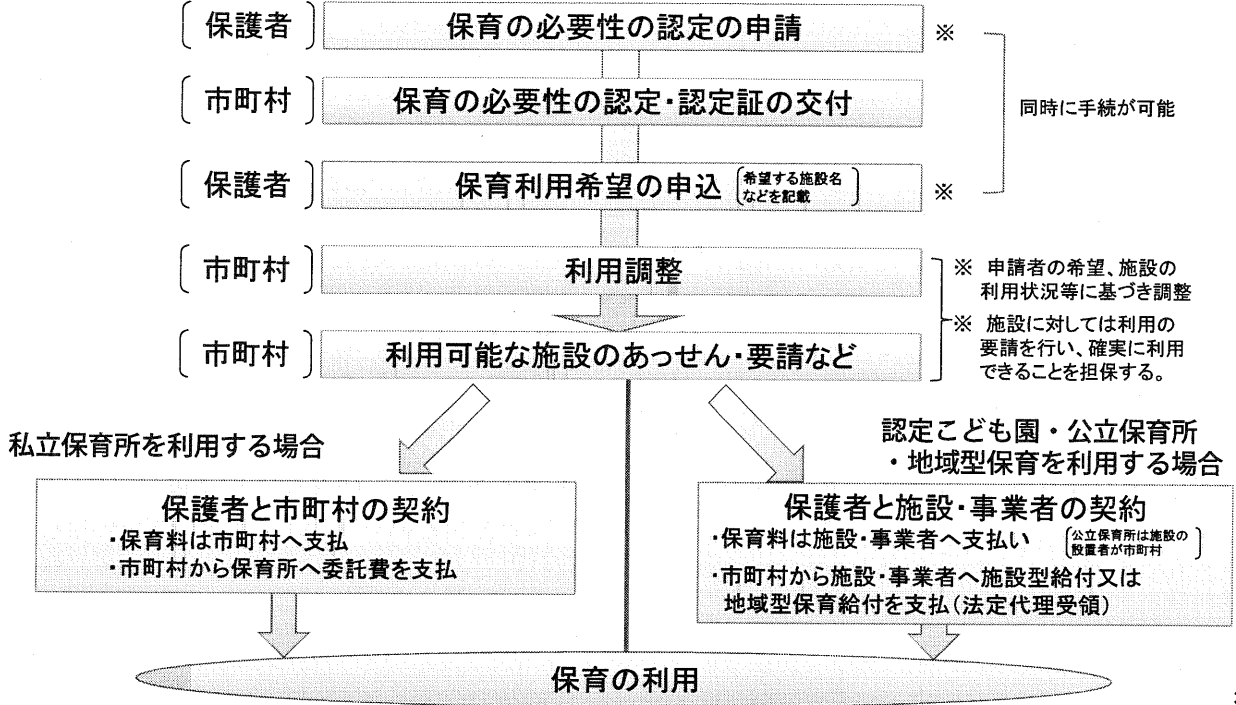 〔保護者〕 保育の必要性の認定の申請 ※
〔市町村〕 保育の必要性の認定・認定証の交付
同時に手続が可能
〔保護者〕 保育利用希望の申込 〔希望する施設名
などを記載〕 ※
〔市町村〕 利用調整
〔市町村〕 利用可能な施設のあっせん・要請など
※ 申請者の希望、施設の
利用状況等に基づき調整
※ 施設に対しては利用の
要請を行い、確実に利用
できることを担保する。
私立保育所を利用する場合
保護者と市町村の契約
・保育料は市町村へ支払
・市町村から保育所へ委託費を支払
認定こども園・公立保育所
・地域型保育を利用する場合
保護者と施設・事業者の契約
・保育料は施設・事業者へ支払い 〔公立保育所は施設の
設置者が市町村〕
・市町村から施設・事業者へ施設型給付又は
地域型保育給付を支払(法定代理受領)
保育の利用